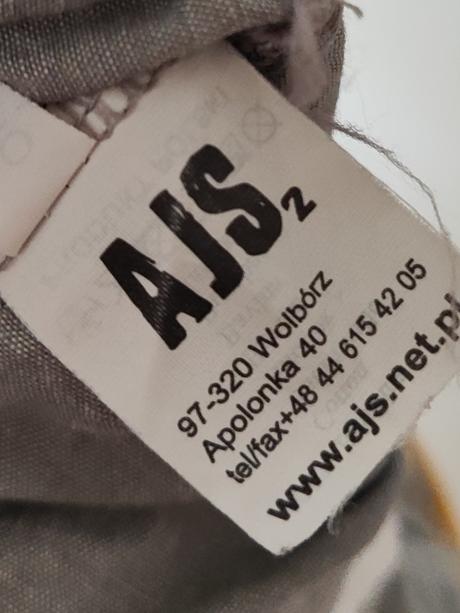 AJS2
97-320 Wolbórz
Apolonka 40
tel/fax+48 44 615 42 05
www.ajs.net.pl